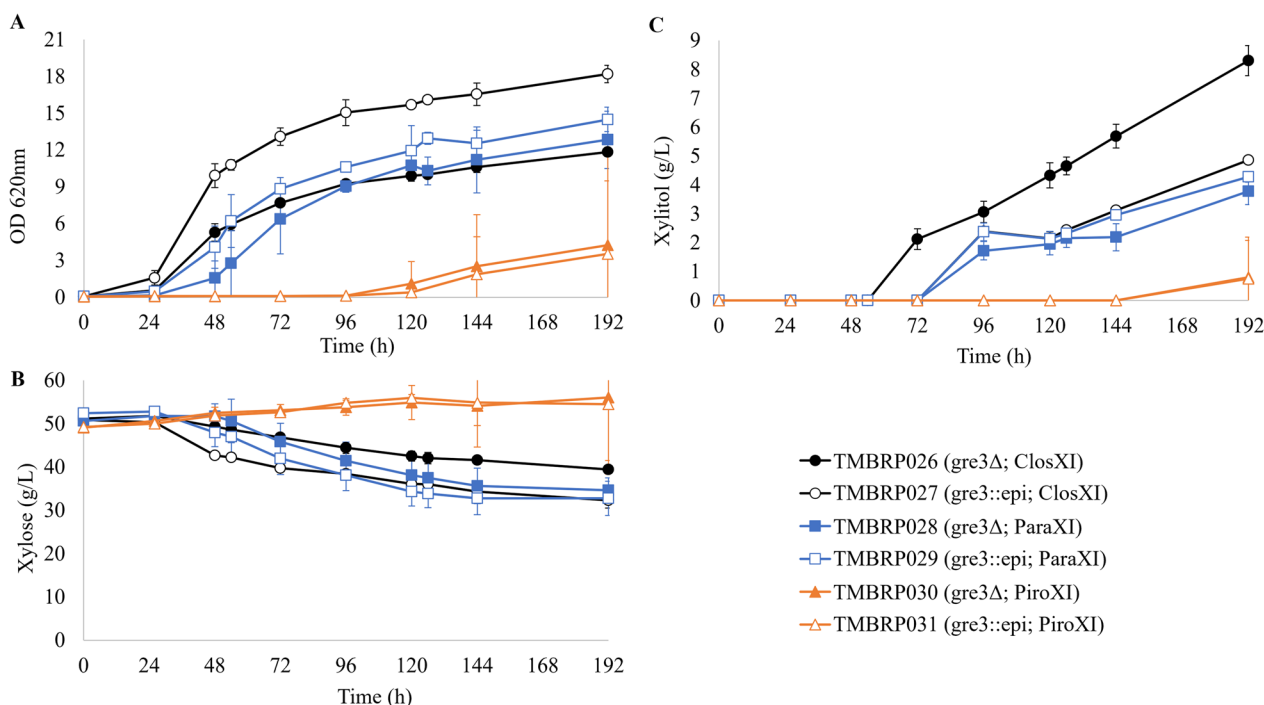 A
OD 620nm
21
18
15
12
9
6
3
0
0 24 48 72 96 120 144 168 192
Time (h)
B
Xylose (g/L)
60
50
40
30
20
10
0
0 24 48 72 96 120 144 168 192
Time (h)
C
Xylitol (g/L)
9
8
7
6
5
4
3
2
1
0
0 24 48 72 96 120 144 168 192
Time (h)
TMBRP026 (gre3Δ; ClosXI)
TMBRP027 (gre3::epi; ClosXI)
TMBRP028 (gre3Δ; ParaXI)
TMBRP029 (gre3::epi; ParaXI)
TMBRP030 (gre3Δ; PiroXI)
TMBRP031 (gre3::epi; PiroXI)